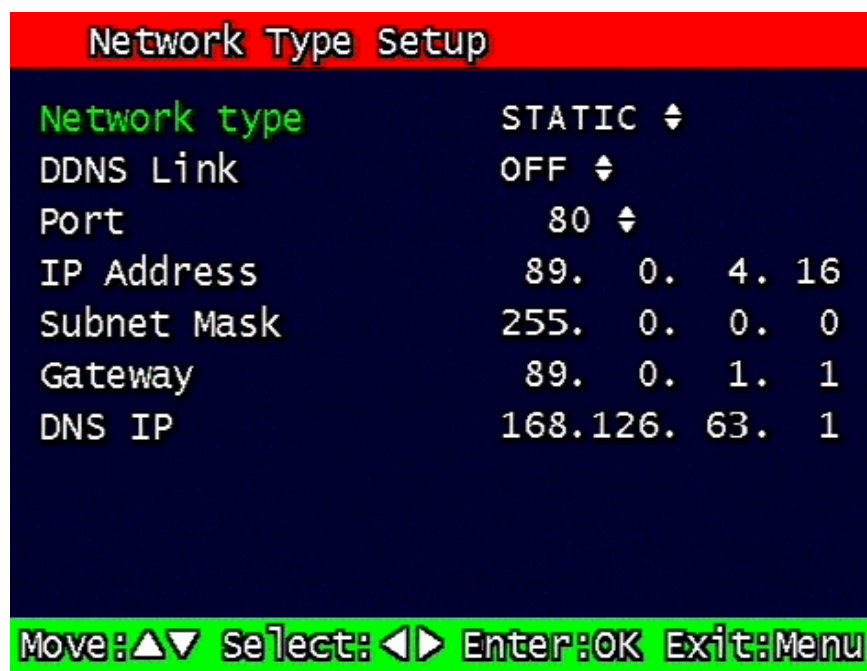 Network Type Setup
Network type STATIC
DDNS Link OFF
Port 80
IP Address 89. 0. 4. 16
Subnet Mask 255. 0. 0. 0
Gateway 89. 0. 1. 1
DNS IP 168.126. 63. 1
Move:△▽ Select:◁▷ Enter:OK Exit:Menu